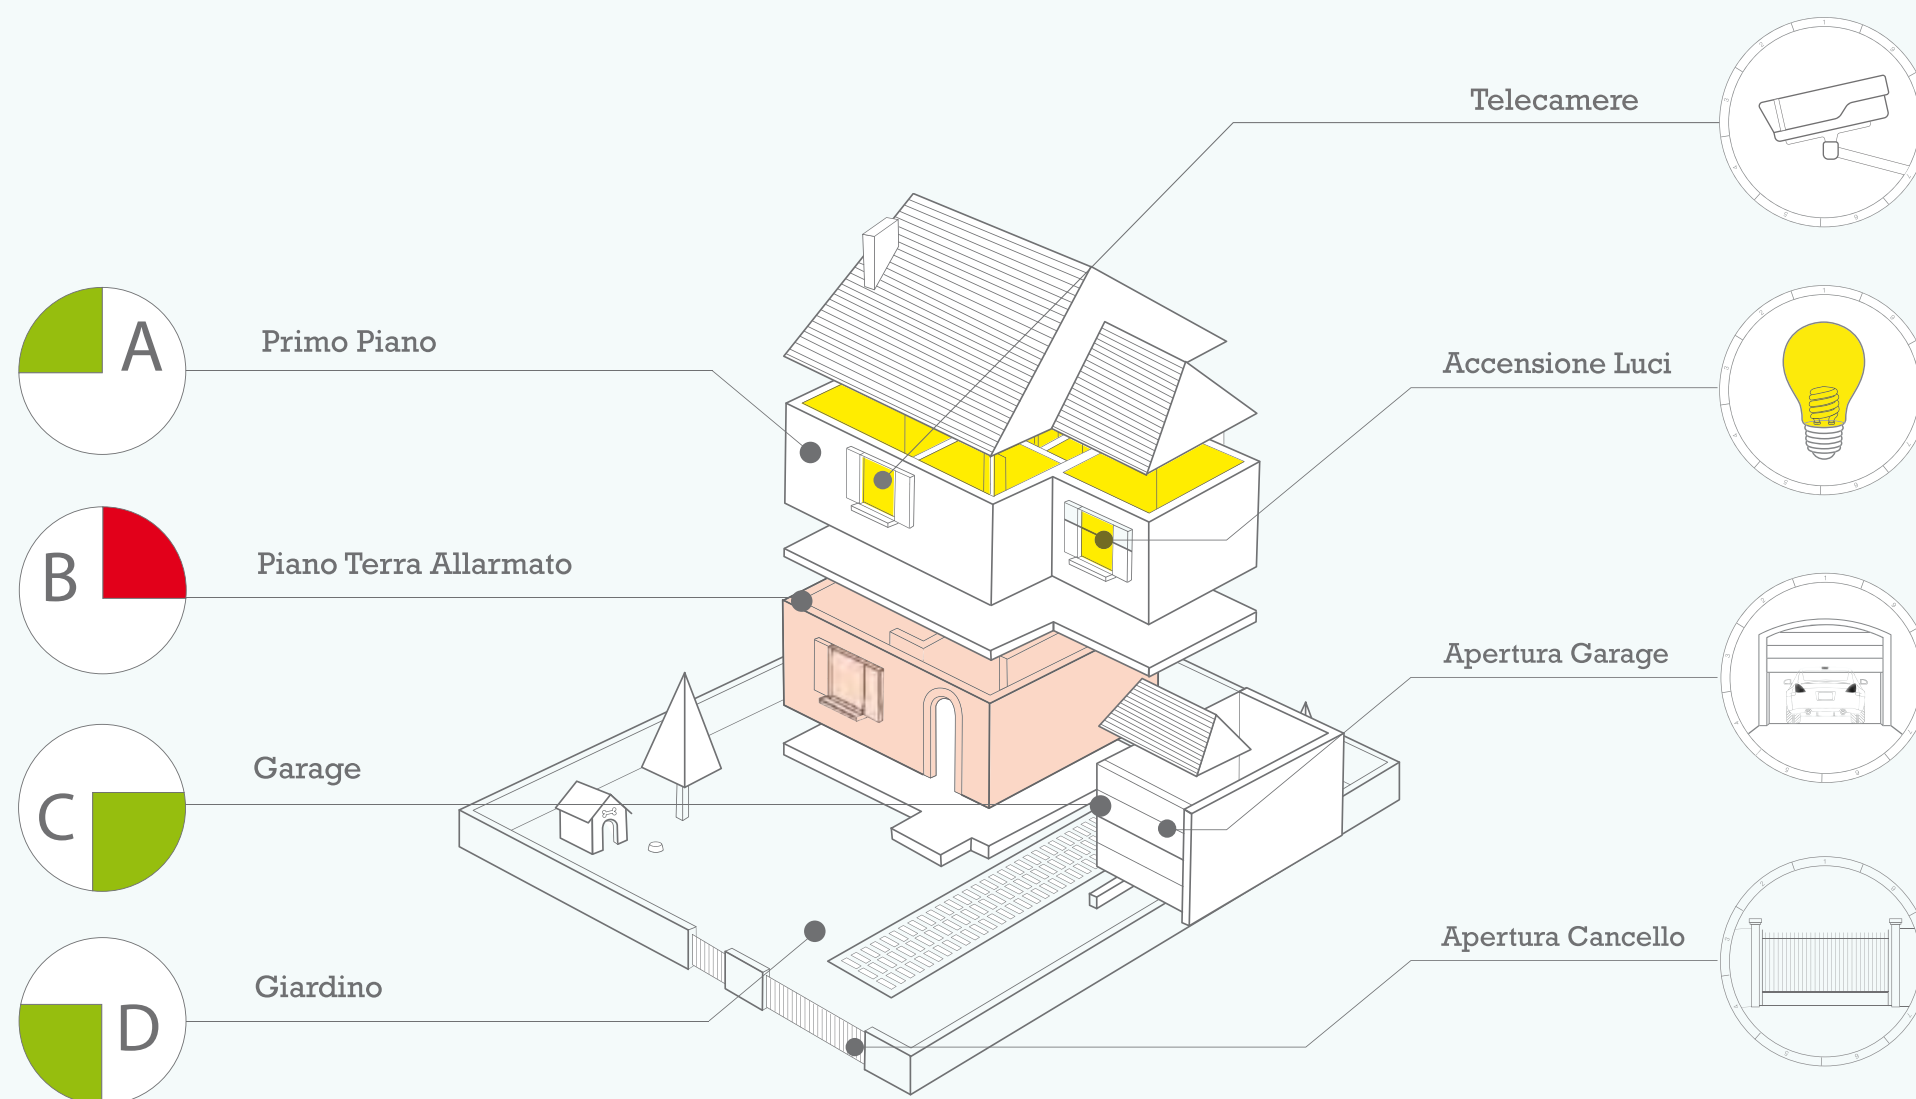 Telecamere
A
Primo Piano
Accensione Luci
B
Piano Terra Allarmato
Apertura Garage
C
Garage
Apertura Cancello
D
Giardino